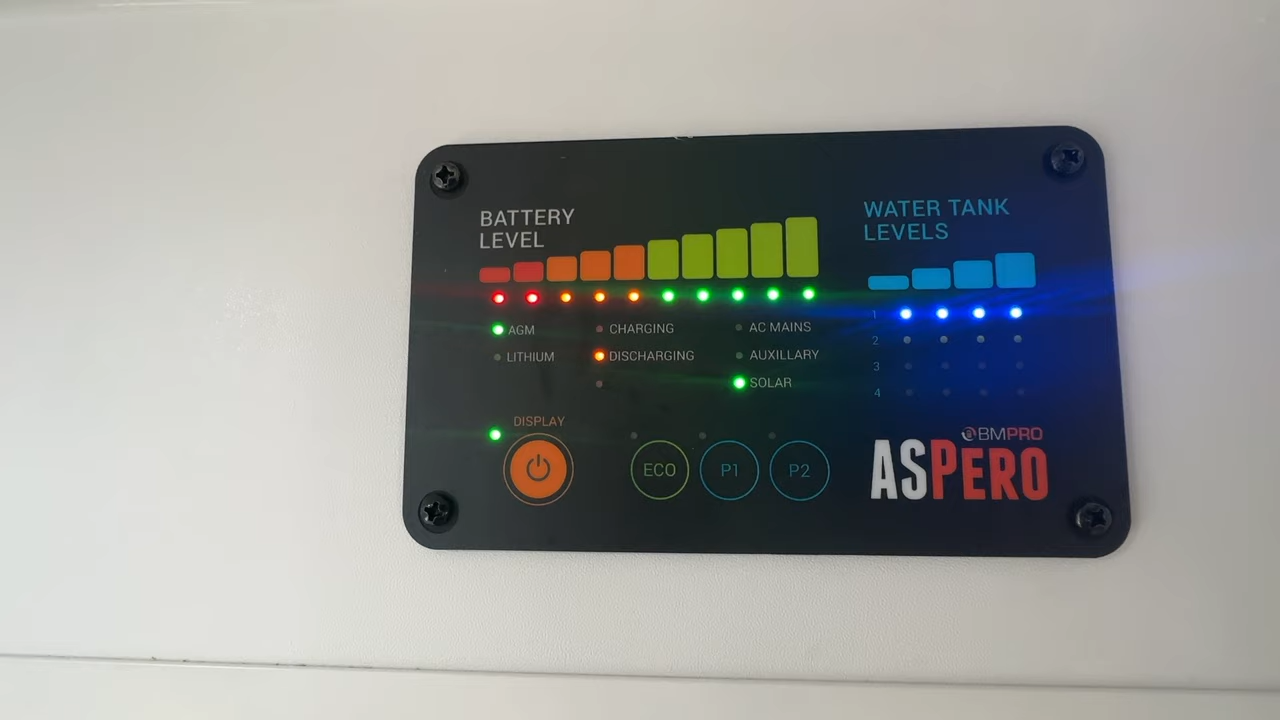 BATTERY
LEVEL
WATER TANK
LEVELS
AGM
CHARGING
AC MAINS
1
LITHIUM
DISCHARGING
AUXILLARY
2
SOLAR
3
4
DISPLAY
ECO
P1
P2
BMPRO
ASPERO